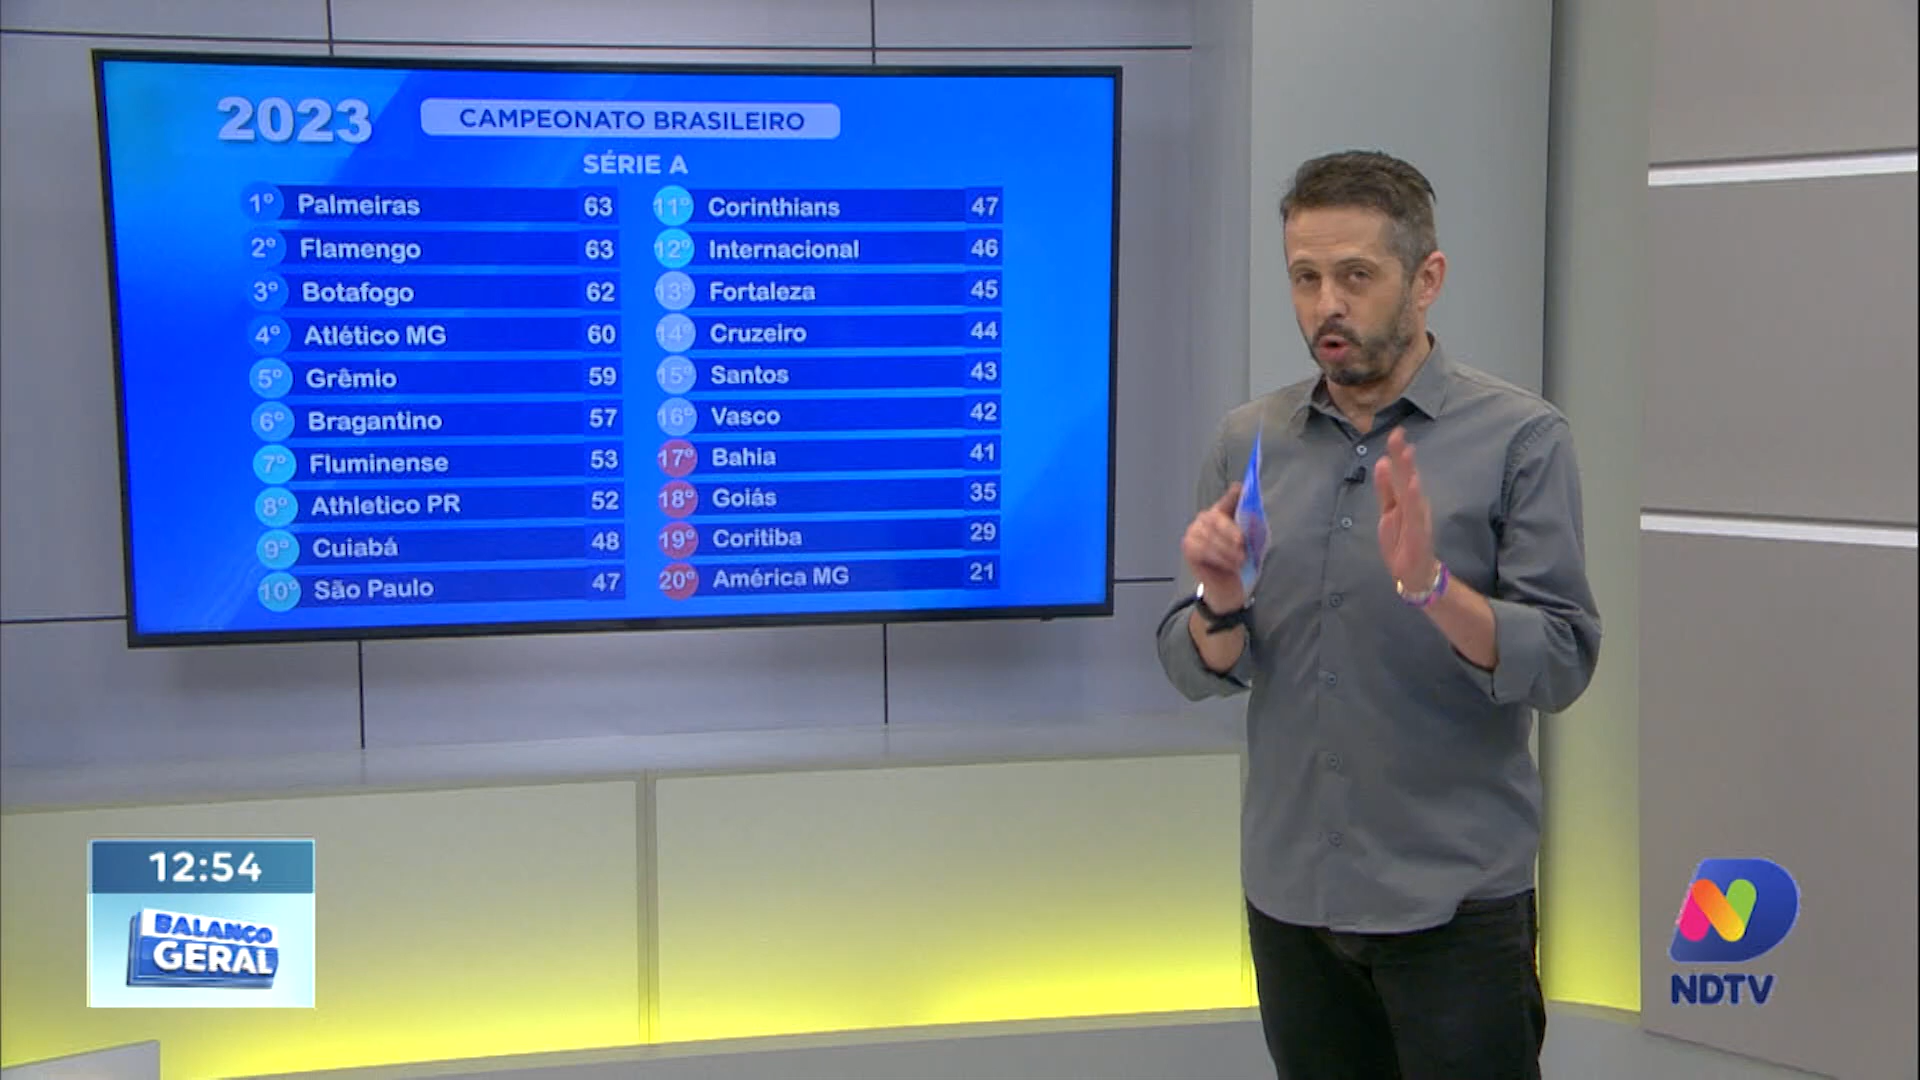 2023
CAMPEONATO BRASILEIRO
SÉRIE A
1º Palmeiras 63
2º Flamengo 63
3º Botafogo 62
4º Atlético MG 60
5º Grêmio 59
6º Bragantino 57
7º Fluminense 53
8º Athletico PR 52
9º Cuiabá 48
10º São Paulo 47
11º Corinthians 47
12º Internacional 46
13º Fortaleza 45
14º Cruzeiro 44
15º Santos 43
16º Vasco 42
17º Bahia 41
18º Goiás 35
19º Coritiba 29
20º América MG 21
12:54
BALANÇO
GERAL
NDTV